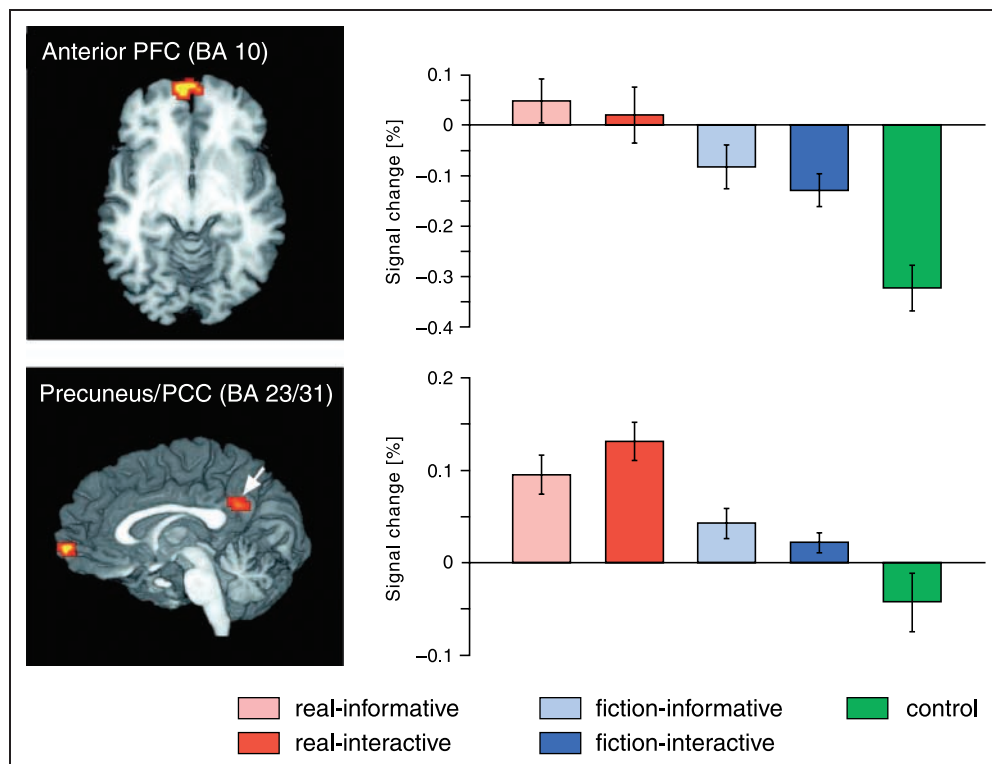 Anterior PFC (BA 10)
Signal change [%]
0.1
0
–0.1
–0.2
–0.3
–0.4
Precuneus/PCC (BA 23/31)
Signal change [%]
0.2
0.1
0
–0.1
real-informative
fiction-informative
control
real-interactive
fiction-interactive